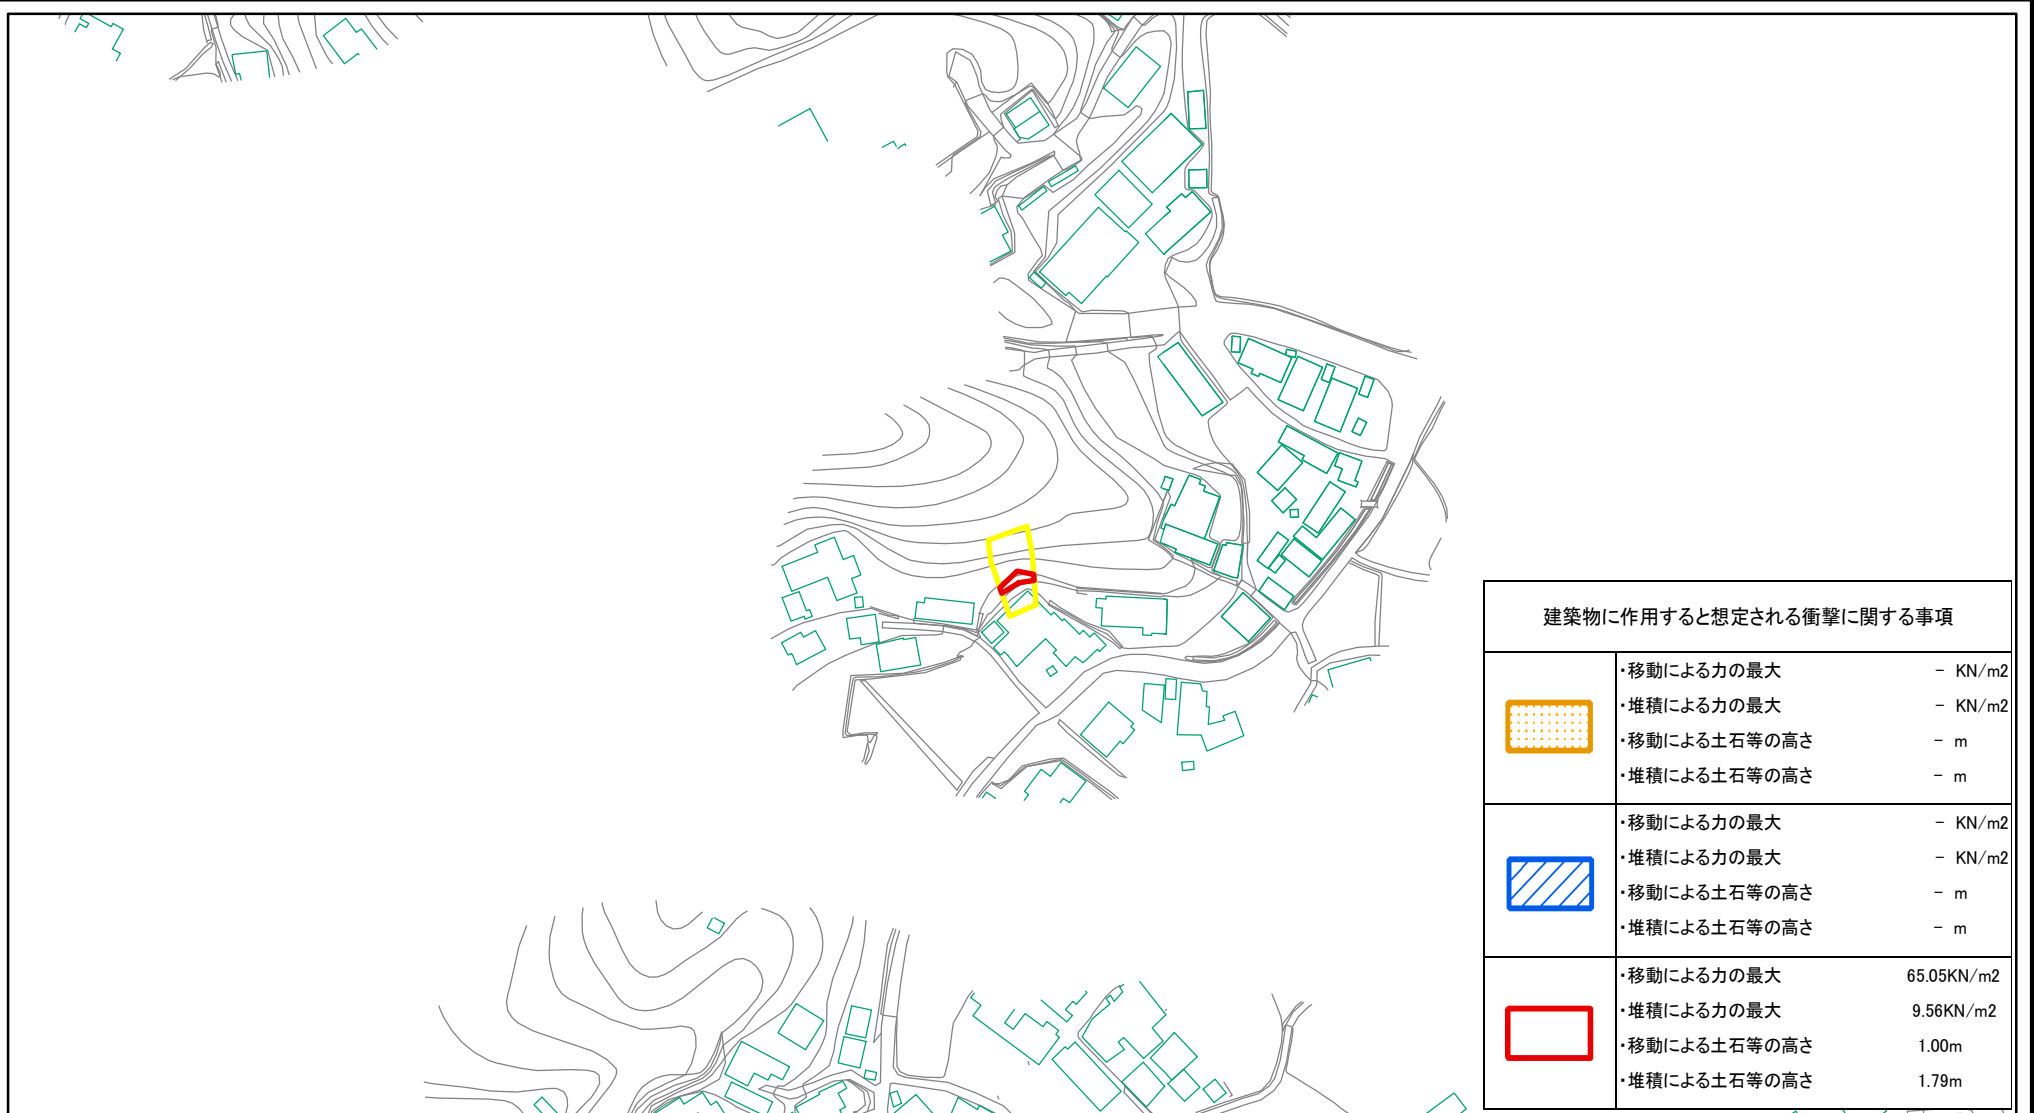 建築物に作用すると想定される衝撃に関する事項
・移動による力の最大 － KN/m2
・堆積による力の最大 － KN/m2
・移動による土石等の高さ － m
・堆積による土石等の高さ － m
・移動による力の最大 － KN/m2
・堆積による力の最大 － KN/m2
・移動による土石等の高さ － m
・堆積による土石等の高さ － m
・移動による力の最大 65.05KN/m2
・堆積による力の最大 9.56KN/m2
・移動による土石等の高さ 1.00m
・堆積による土石等の高さ 1.79m